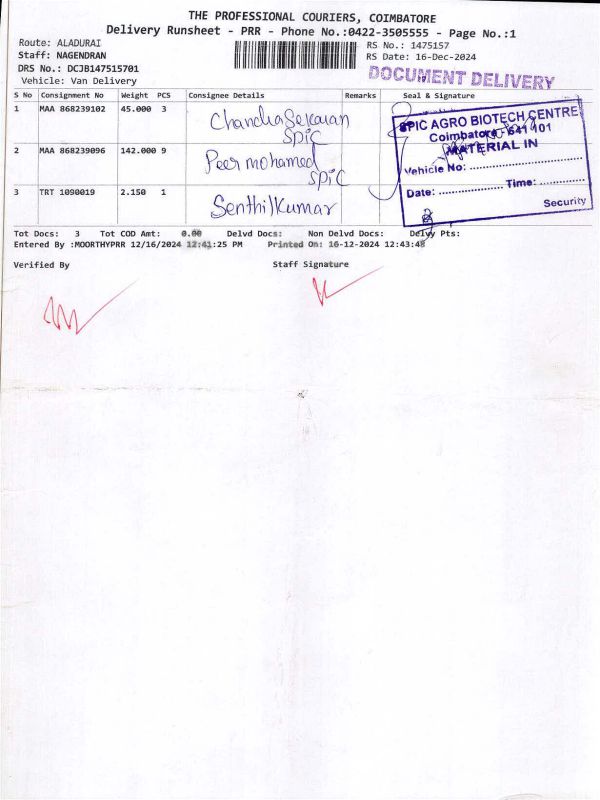 THE PROFESSIONAL COURIERS, COIMBATORE
Delivery Runsheet - PRR - Phone No.:0422-3505555 - Page No.:1
Route: ALADURAI
RS No.: 1475157
Staff: NAGENDRAN
RS Date: 16-Dec-2024
DRS No.: DCJB147515701
DOCUMENT DELIVERY
Vehicle: Van Delivery
S No Consignment No Weight PCS Consignee Details Remarks Seal & Signature
1 MAA 868239102 45.000 3 ChandraSekaran
SPIC
2 MAA 868239096 142.000 9 Peer mohamed
SPIC
3 TRT 1090019 2.150 1 SenthilKumar
SPIC AGRO BIOTECH CENTRE
Coimbatore - 641 101
MATERIAL IN
Vehicle No:
Date: Time:
Security
Tot Docs: 3 Tot COD Amt: 0.00 Delvd Docs: Non Delvd Docs: Delvy Pts:
Entered By :MOORTHYPRR 12/16/2024 12:41:25 PM Printed On: 16-12-2024 12:43:48
Verified By Staff Signature